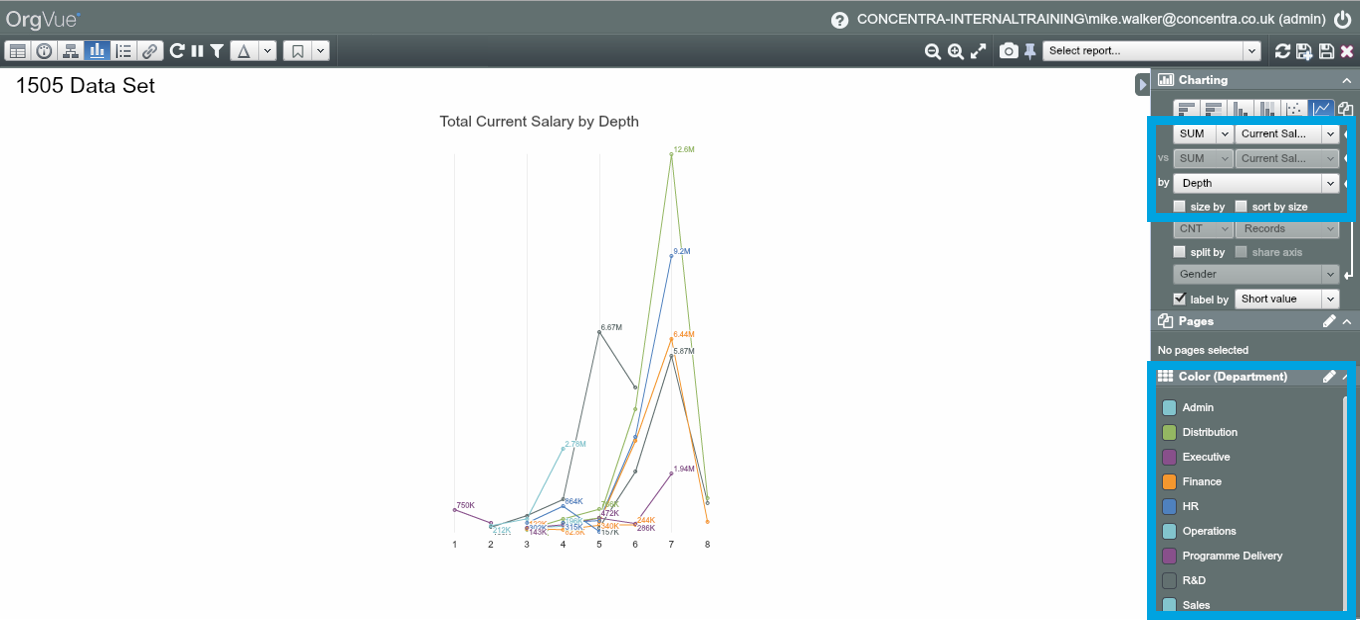 OrgVue
CONCENTRA-INTERNALTRAINING\mike.walker@concentra.co.uk (admin)
Select report...
1505 Data Set
Total Current Salary by Depth
12.6M
9.2M
6.44M
5.87M
6.67M
2.78M
1.94M
750K
664K
472K
244K
286K
315K
143K
157K
1 2 3 4 5 6 7 8
Charting
SUM Current Sal...
vs SUM Current Sal...
by Depth
size by sort by size
CNT Records
split by share axis
Gender
label by Short value
Pages
No pages selected
Color (Department)
Admin
Distribution
Executive
Finance
HR
Operations
Programme Delivery
R&D
Sales